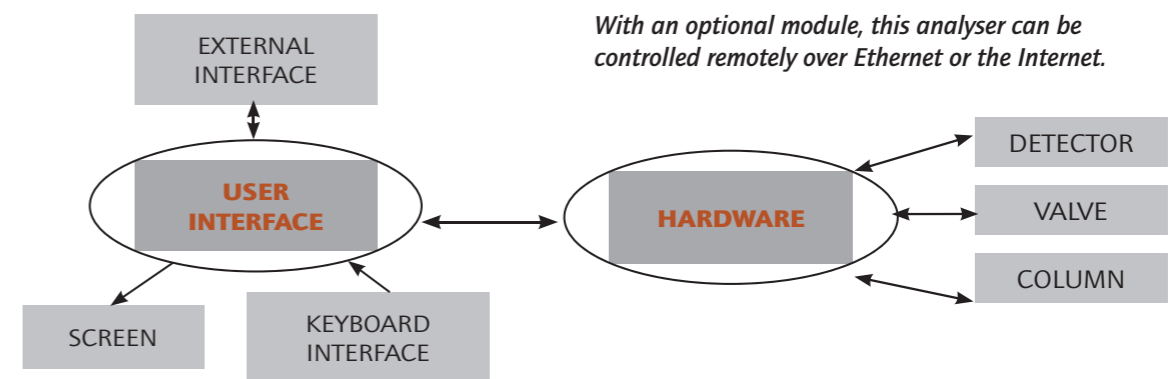 EXTERNAL
INTERFACE
With an optional module, this analyser can be
controlled remotely over Ethernet or the Internet.
USER
INTERFACE
HARDWARE
DETECTOR
VALVE
COLUMN
SCREEN
KEYBOARD
INTERFACE